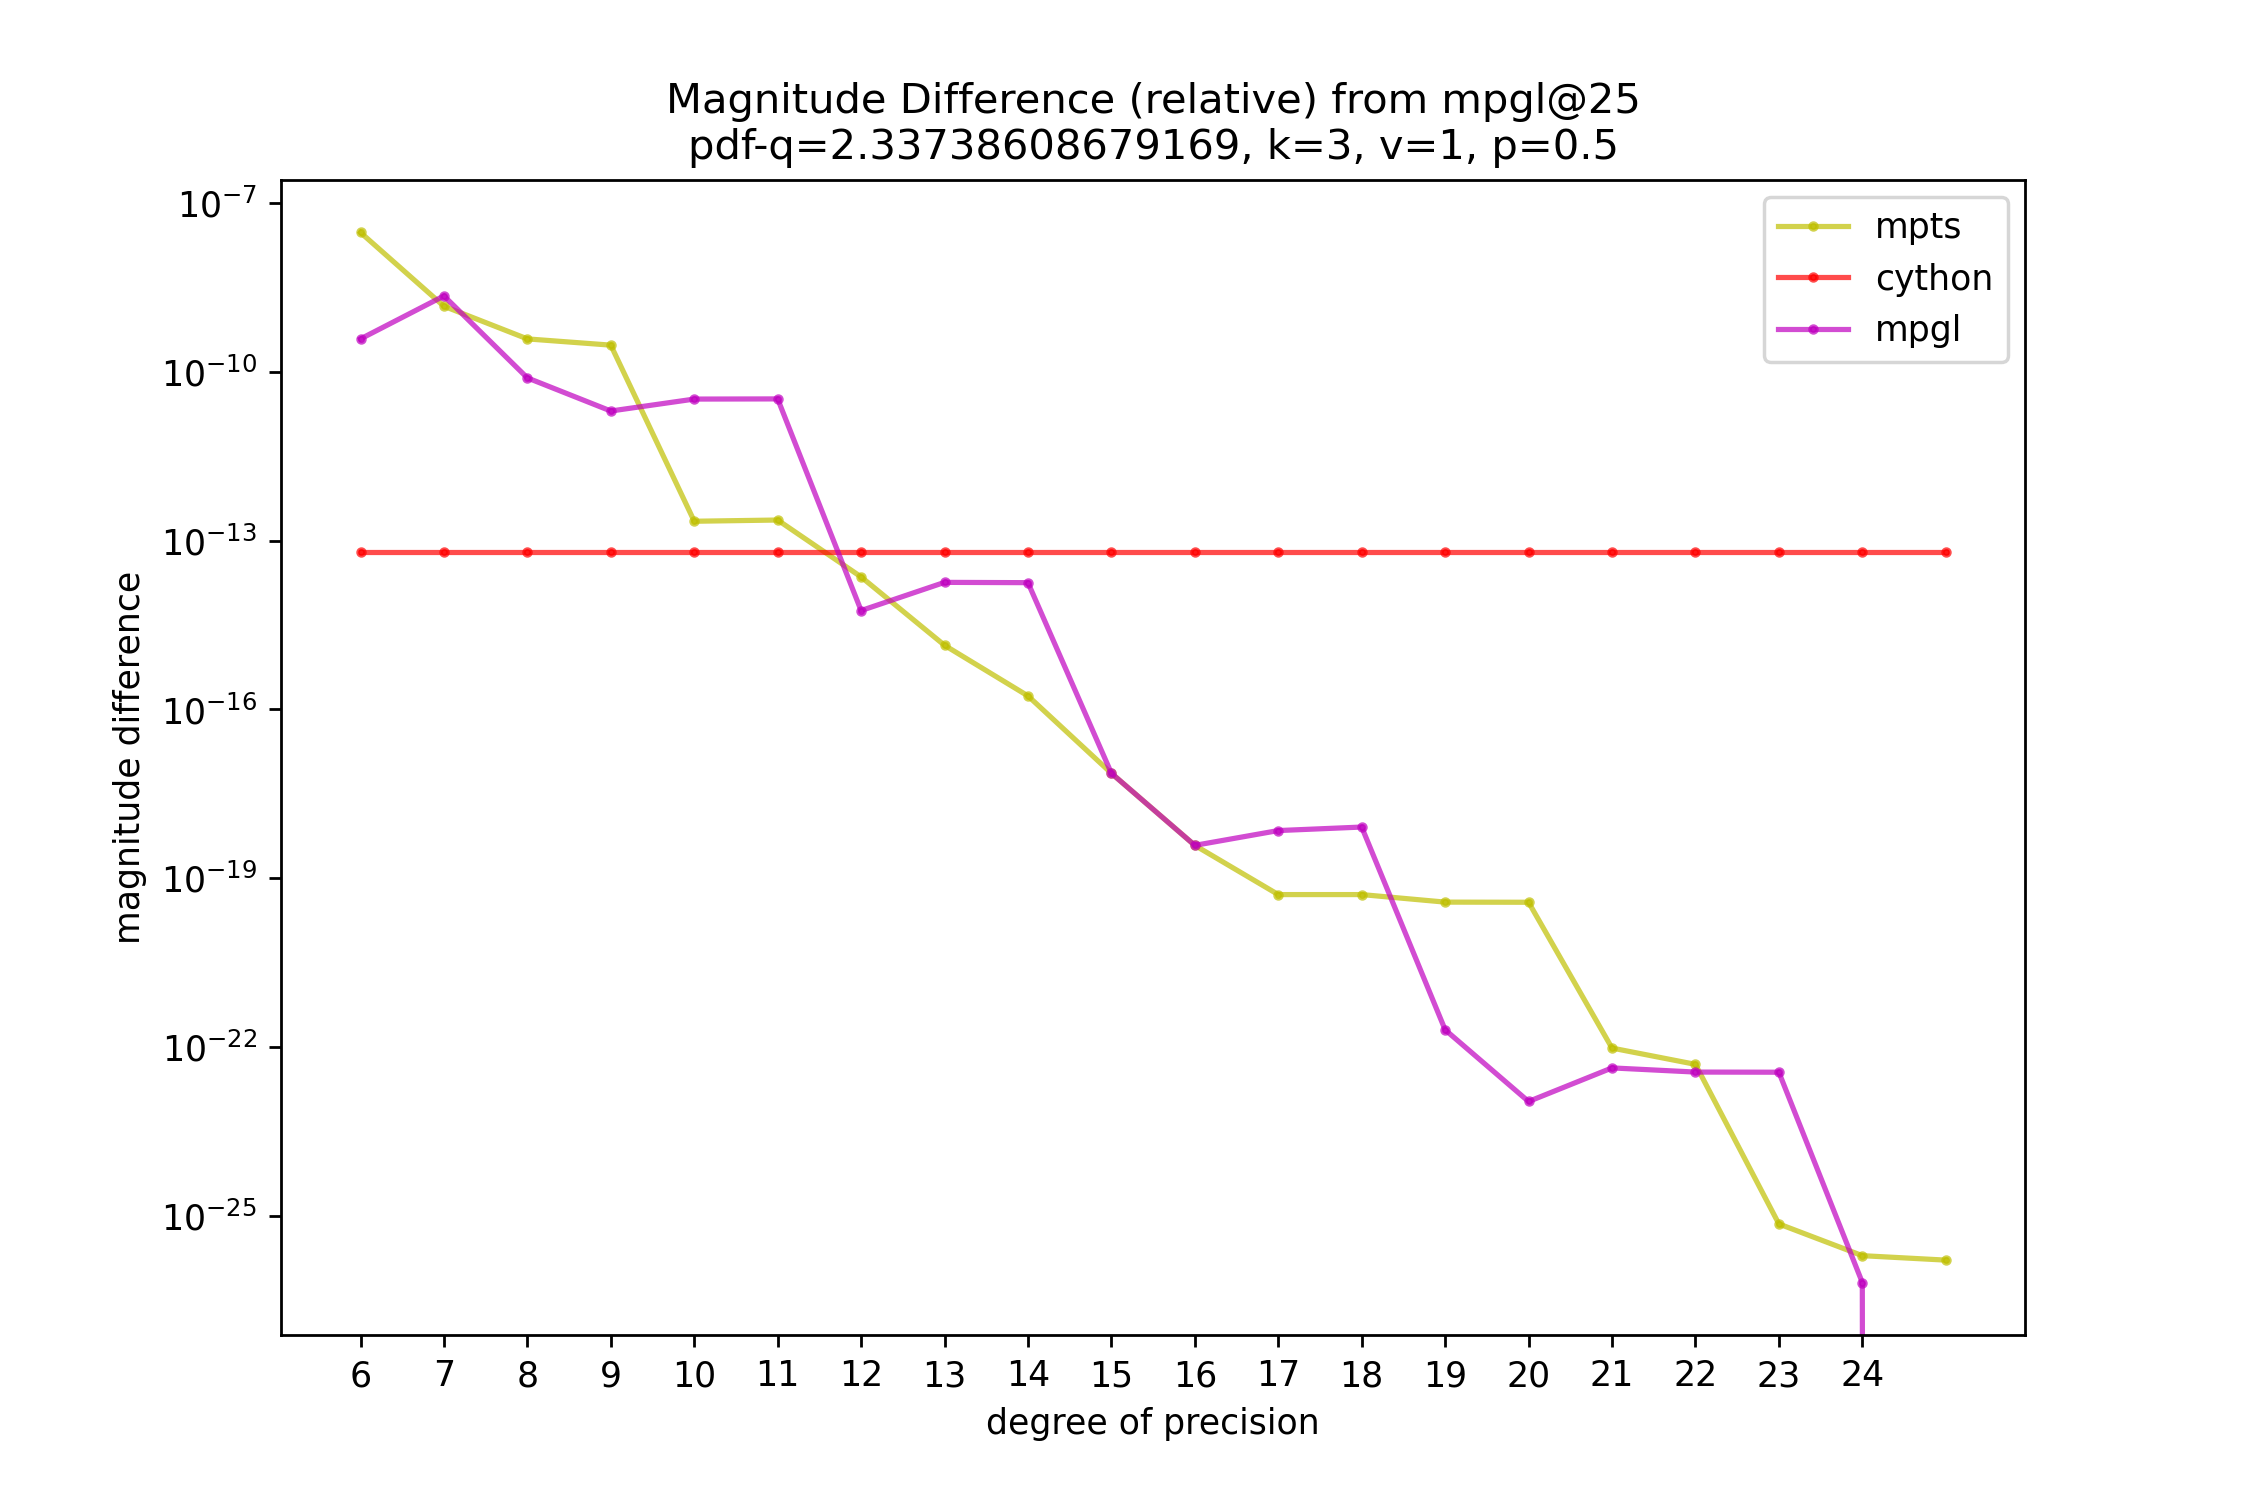 Magnitude Difference (relative) from mpgl@25
pdf-q=2.33738608679169, k=3, v=1, p=0.5
mpts
cython
mpgl
magnitude difference
10⁻⁷
10⁻¹⁰
10⁻¹³
10⁻¹⁶
10⁻¹⁹
10⁻²²
10⁻²⁵
6 7 8 9 10 11 12 13 14 15 16 17 18 19 20 21 22 23 24
degree of precision